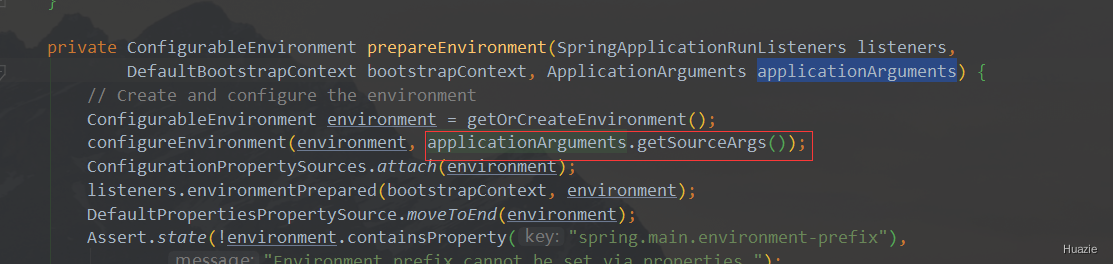 }
private ConfigurableEnvironment prepareEnvironment(SpringApplicationRunListeners listeners,
DefaultBootstrapContext bootstrapContext, ApplicationArguments applicationArguments) {
// Create and configure the environment
ConfigurableEnvironment environment = getOrCreateEnvironment();
configureEnvironment(environment, applicationArguments.getSourceArgs());
ConfigurationPropertySources.attach(environment);
listeners.environmentPrepared(bootstrapContext, environment);
DefaultPropertiesPropertySource.moveToEnd(environment);
Assert.state(!environment.containsProperty( key: "spring.main.environment-prefix"),
message: "Environment prefix cannot be set via properties.");
Huazie